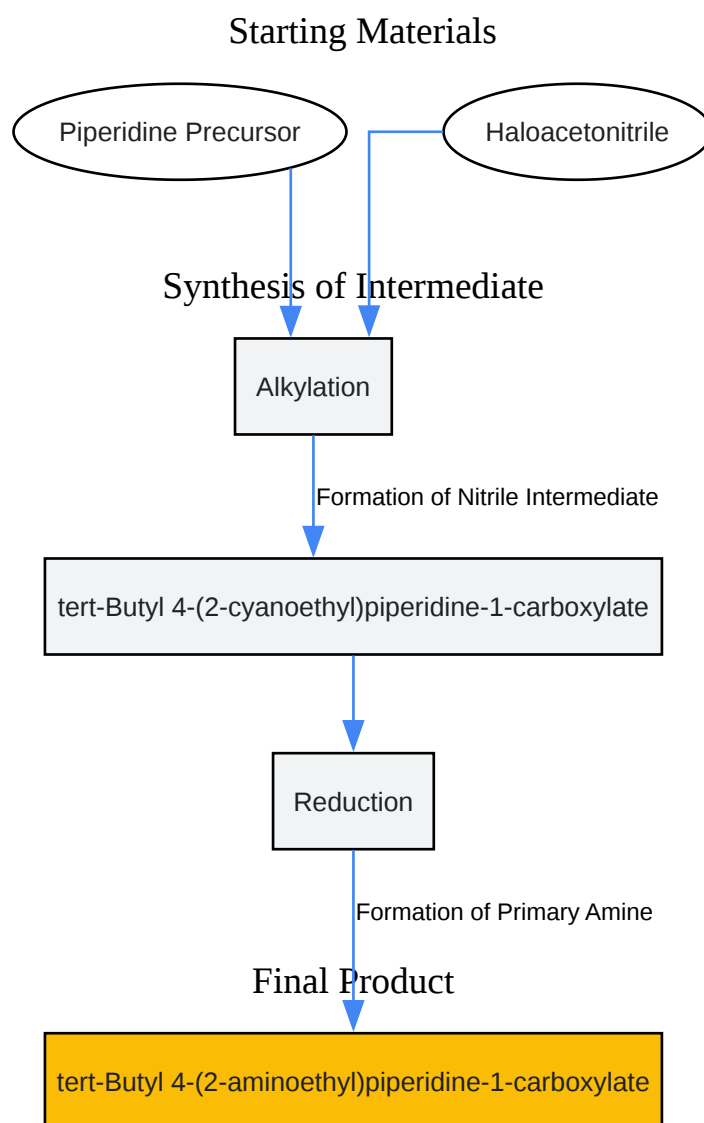 Starting Materials
Piperidine Precursor
Haloacetonitrile
Synthesis of Intermediate
Alkylation
Formation of Nitrile Intermediate
tert-Butyl 4-(2-cyanoethyl)piperidine-1-carboxylate
Reduction
Formation of Primary Amine
Final Product
tert-Butyl 4-(2-aminoethyl)piperidine-1-carboxylate